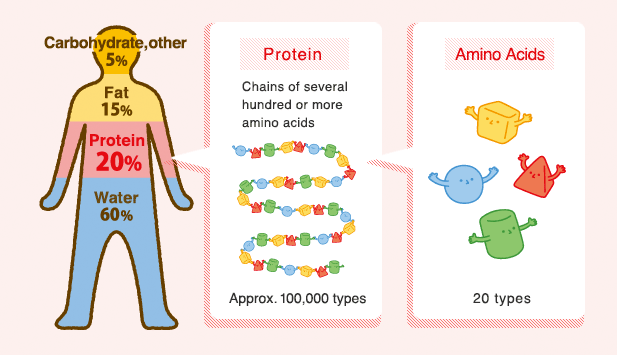 Carbohydrate,other
5%
Fat
15%
Protein
20%
Water
60%
Protein
Chains of several
hundred or more
amino acids
Approx. 100,000 types
Amino Acids
20 types